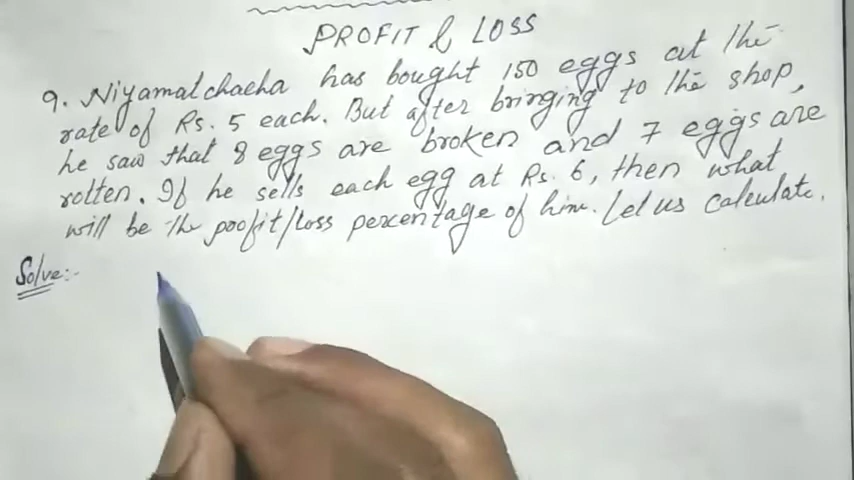 PROFIT & LOSS
9. Niyamatchacha has bought 150 eggs at the
rate of Rs. 5 each. But after bringing to the shop,
he saw that 8 eggs are broken and 7 eggs are
rotten. If he sells each egg at Rs. 6, then what
will be the profit/loss percentage of him. Let us calculate.
Solve:-